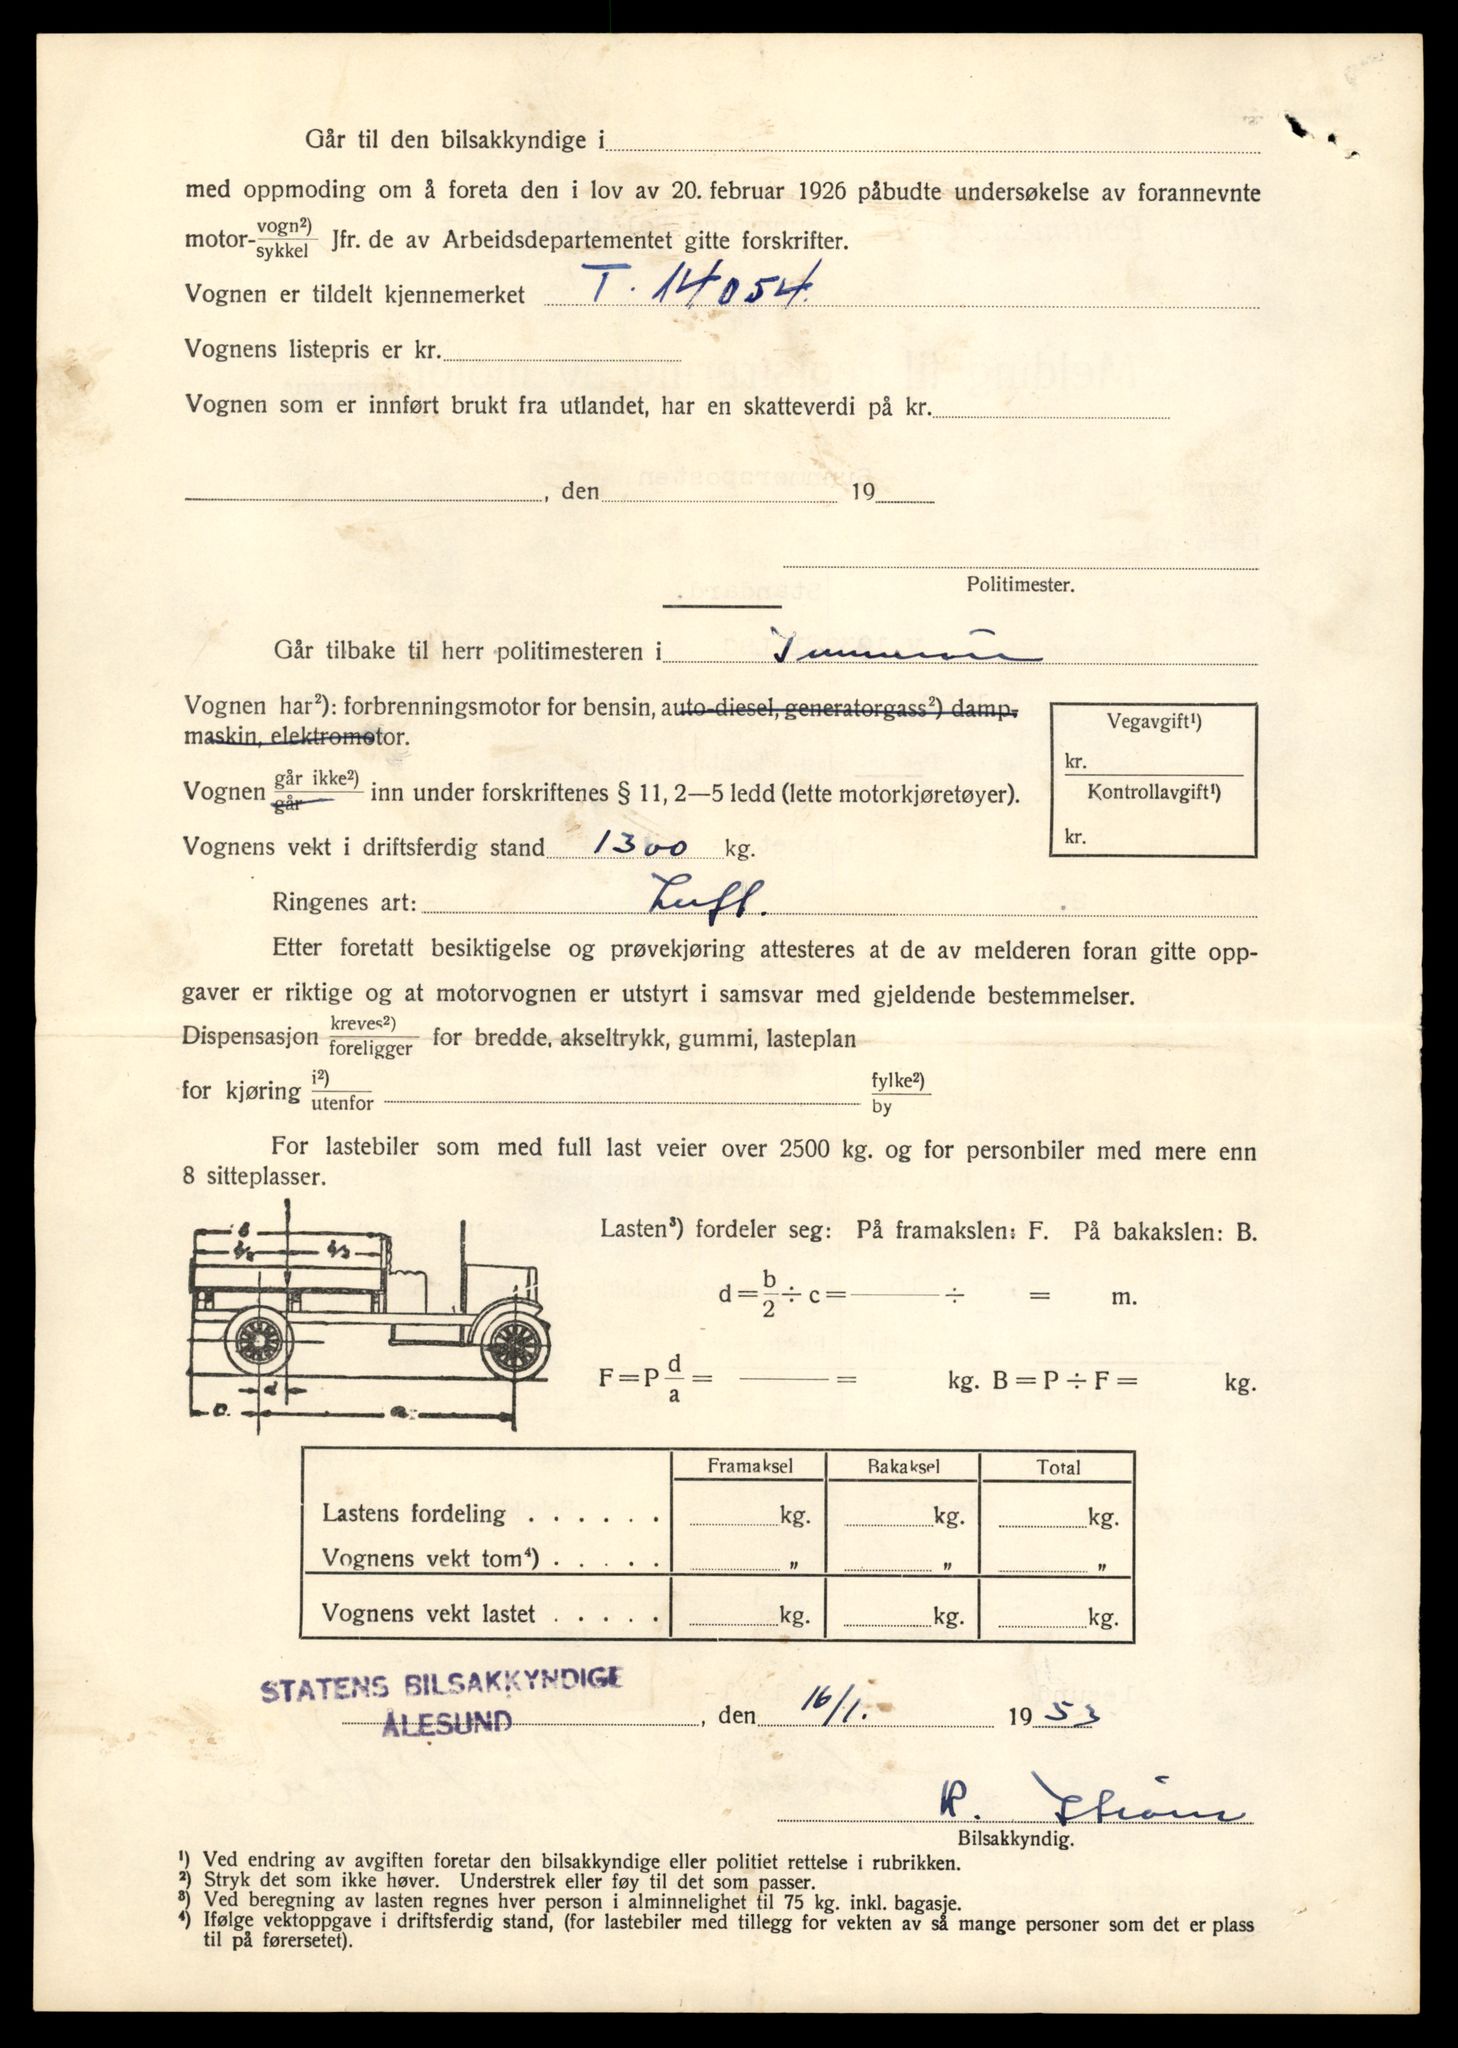 Går til den bilsakkyndige i
med oppmoding om å foreta den i lov av 20. februar 1926 påbudte undersøkelse av forannevnte
motor- vogn²)/sykkel Jfr. de av Arbeidsdepartementet gitte forskrifter.
Vognen er tildelt kjennemerket T. 14054.
Vognens listepris er kr.
Vognen som er innført brukt fra utlandet, har en skatteverdi på kr.
, den 19
Politimester.
Går tilbake til herr politimesteren i
Vognen har²): forbrenningsmotor for bensin, auto-diesel, generatorgass²) damp-
maskin, elektromotor.
Vegavgift¹)
kr.
Kontrollavgift¹)
kr.
Vognen går ikke²)/går inn under forskriftenes § 11, 2—5 ledd (lette motorkjøretøyer).
Vognens vekt i driftsferdig stand 1300 kg.
Ringenes art: Luft.
Etter foretatt besiktigelse og prøvekjøring attesteres at de av melderen foran gitte opp-
gaver er riktige og at motorvognen er utstyrt i samsvar med gjeldende bestemmelser.
Dispensasjon kreves²)/foreligger for bredde, akseltrykk, gummi, lasteplan
for kjøring i²)/utenfor fylke²)/by
For lastebiler som med full last veier over 2500 kg. og for personbiler med mere enn
8 sitteplasser.
Lasten³) fordeler seg: På framakslen: F. På bakakslen: B.
d = b/2 ÷ c = ——— ÷ = m.
F = P d/a = ——— = kg. B = P ÷ F = kg.
Framaksel Bakaksel Total
Lastens fordeling . . . . . . kg. kg. kg.
Vognens vekt tom⁴) . . . . . „ „ „
Vognens vekt lastet . . . . . kg. kg. kg.
STATENS BILSAKKYNDIGE
ÅLESUND , den 16/1. 1953
R. Strøm
Bilsakkyndig.
¹) Ved endring av avgiften foretar den bilsakkyndige eller politiet rettelse i rubrikken.
²) Stryk det som ikke høver. Understrek eller føy til det som passer.
³) Ved beregning av lasten regnes hver person i alminnelighet til 75 kg. inkl. bagasje.
⁴) Ifølge vektoppgave i driftsferdig stand, (for lastebiler med tillegg for vekten av så mange personer som det er plass
til på førersetet).